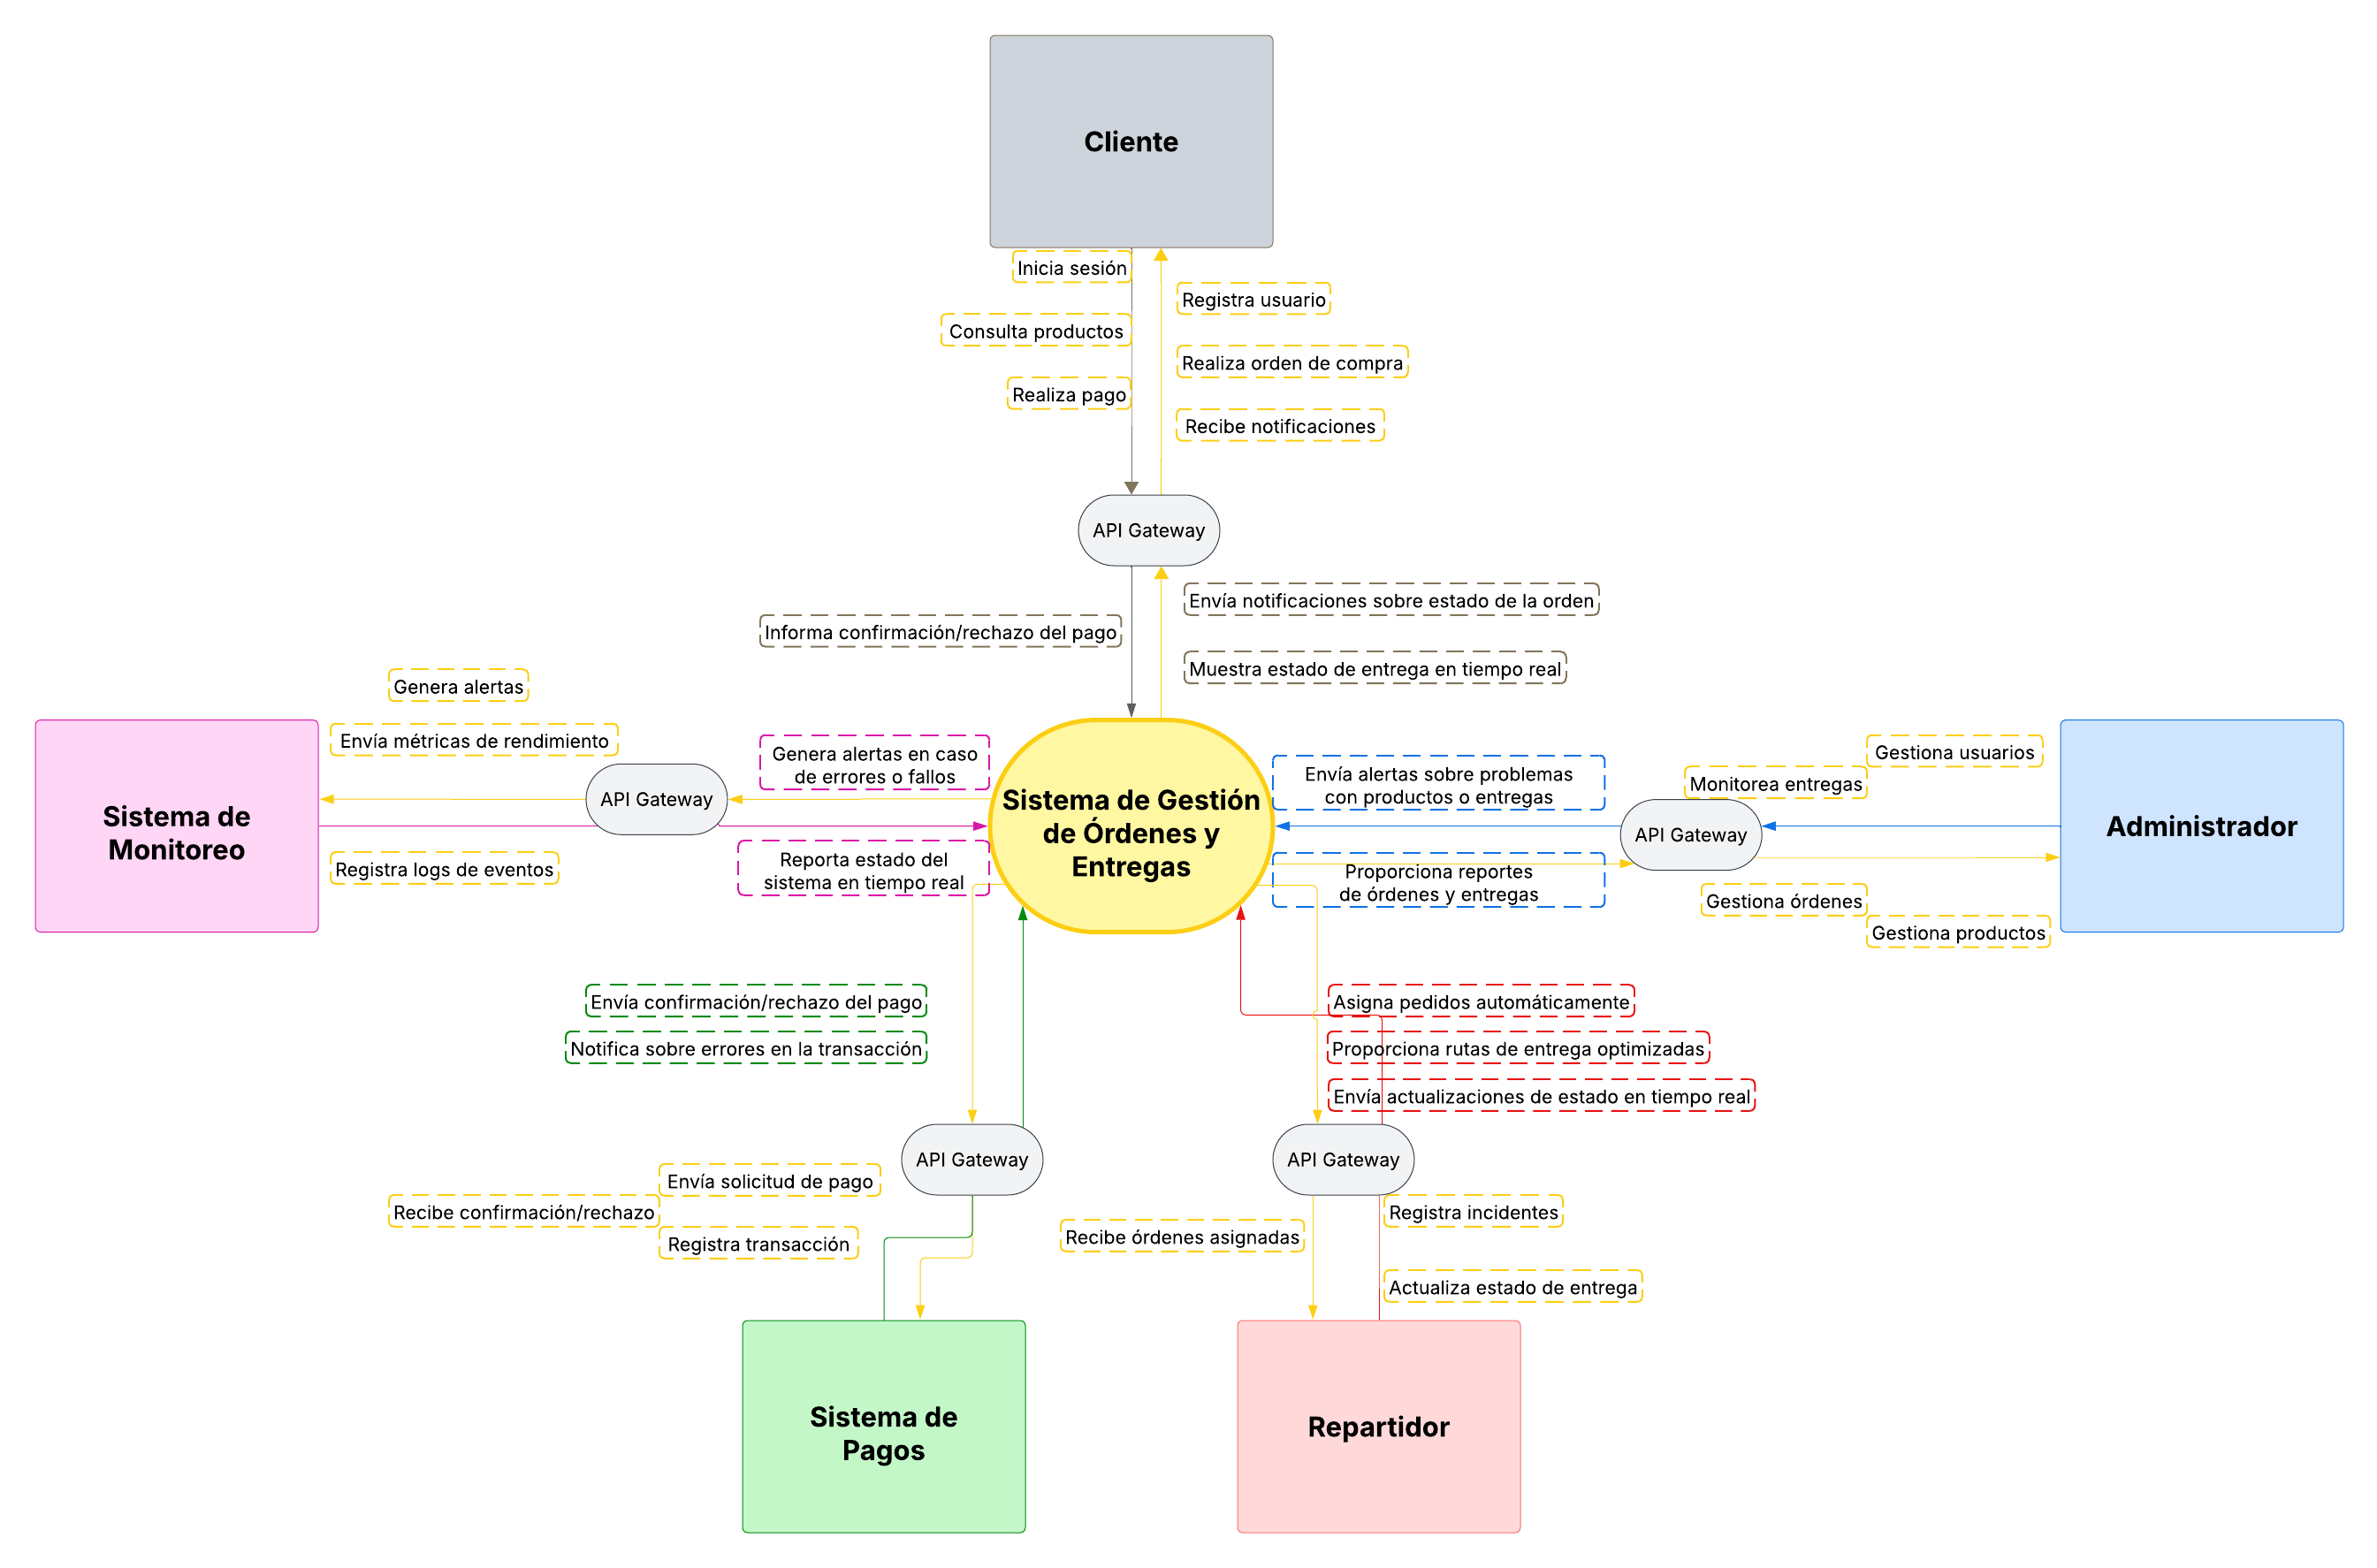 Cliente
Inicia sesión
Registra usuario
Consulta productos
Realiza orden de compra
Realiza pago
Recibe notificaciones
API Gateway
Envía notificaciones sobre estado de la orden
Informa confirmación/rechazo del pago
Muestra estado de entrega en tiempo real
Genera alertas
Envía métricas de rendimiento
API Gateway
Registra logs de eventos
Sistema de
Monitoreo
Genera alertas en caso
de errores o fallos
Reporta estado del
sistema en tiempo real
Sistema de Gestión
de Órdenes y
Entregas
Envía alertas sobre problemas
con productos o entregas
Proporciona reportes
de órdenes y entregas
Gestiona usuarios
Monitorea entregas
API Gateway
Gestiona órdenes
Gestiona productos
Administrador
Envía confirmación/rechazo del pago
Notifica sobre errores en la transacción
Asigna pedidos automáticamente
Proporciona rutas de entrega optimizadas
Envía actualizaciones de estado en tiempo real
API Gateway
API Gateway
Envía solicitud de pago
Recibe confirmación/rechazo
Registra transacción
Recibe órdenes asignadas
Registra incidentes
Actualiza estado de entrega
Sistema de
Pagos
Repartidor